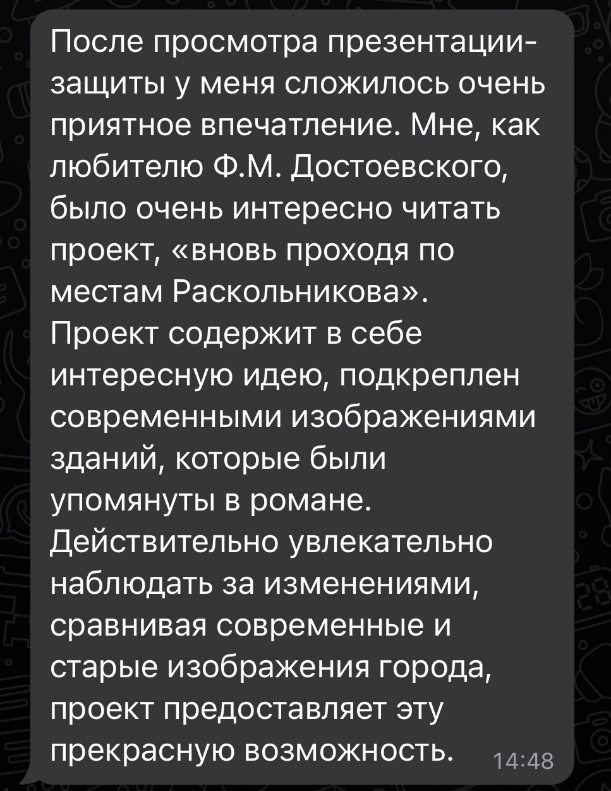 После просмотра презентации-
защиты у меня сложилось очень
приятное впечатление. Мне, как
любителю Ф.М. Достоевского,
было очень интересно читать
проект, «вновь проходя по
местам Раскольникова».
Проект содержит в себе
интересную идею, подкреплен
современными изображениями
зданий, которые были
упомянуты в романе.
Действительно увлекательно
наблюдать за изменениями,
сравнивая современные и
старые изображения города,
проект предоставляет эту
прекрасную возможность.
14:48